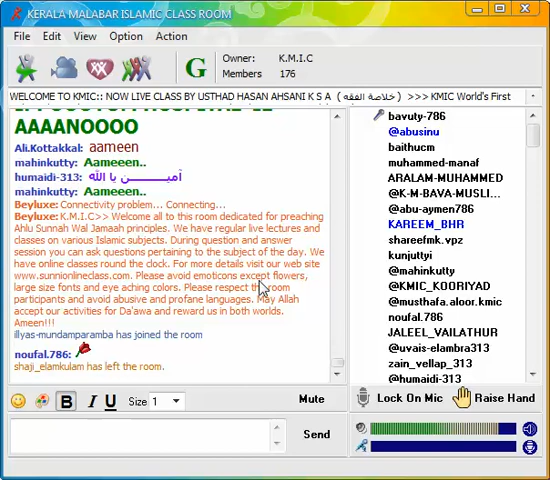 KERALA MALABAR ISLAMIC CLASS ROOM
File Edit View Option Action
G
Owner: K.M.I.C
Members 176
WELCOME TO KMIC:: NOW LIVE CLASS BY USTHAD HASAN AHSANI K S A ( خلاصة الفقه ) >>> KMIC World's First
AAAANOOOO
Ali.Kottakkal: aameen
mahinkutty: Aameeen..
humaidi-313: آميـــــــــــن يا الله
mahinkutty: Aameeen..
Beyluxe: Connectivity problem... Connecting...
Beyluxe: K.M.I.C>> Welcome all to this room dedicated for preaching
Ahlu Sunnah Wal Jamaah principles. We have regular live lectures and
classes on various Islamic subjects. During question and answer
session you can ask questions pertaining to the subject of the day. We
have online classes round the clock. For more details visit our web site
www.sunnionlineclass.com. Please avoid emoticons except flowers,
large size fonts and eye aching colors. Please respect the room
participants and avoid abusive and profane languages. May Allah
accept our activities for Da'awa and reward us in both worlds.
Ameen!!!
illyas-mundamparamba has joined the room
noufal.786:
shaji_elamkulam has left the room.
bavuty-786
@abusinu
baithucm
muhammed-manaf
ARALAM-MUHAMMED
@K-M-BAVA-MUSLI...
@abu-aymen786
KAREEM_BHR
shareefmk.vpz
kunjuttyi
@mahinkutty
@KMIC_KOORIYAD
@musthafa.aloor.kmic
noufal.786
JALEEL_VAILATHUR
@uvais-elambra313
zain_vellap_313
@humaidi-313
B I U Size 1 Mute
Lock On Mic Raise Hand
Send